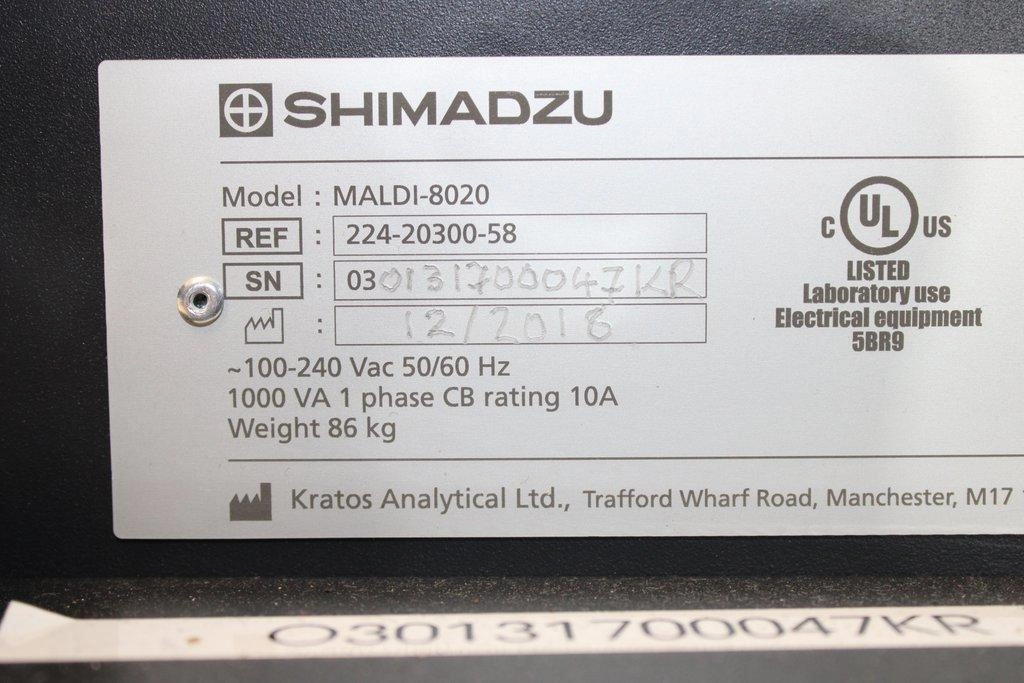 SHIMADZU
Model : MALDI-8020
REF : 224-20300-58
SN : 030131700047KR
: 12/2018
~100-240 Vac 50/60 Hz
1000 VA 1 phase CB rating 10A
Weight 86 kg
C UL US
LISTED
Laboratory use
Electrical equipment
5BR9
Kratos Analytical Ltd., Trafford Wharf Road, Manchester, M17
030131700047KR